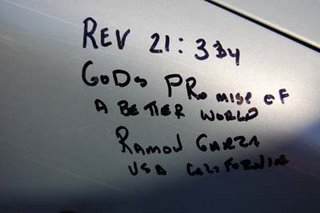 REV 21:3 &4
GODS PROMISE OF
A BETTER WORLD
RAMON GARZA
USA CALIFORNIA